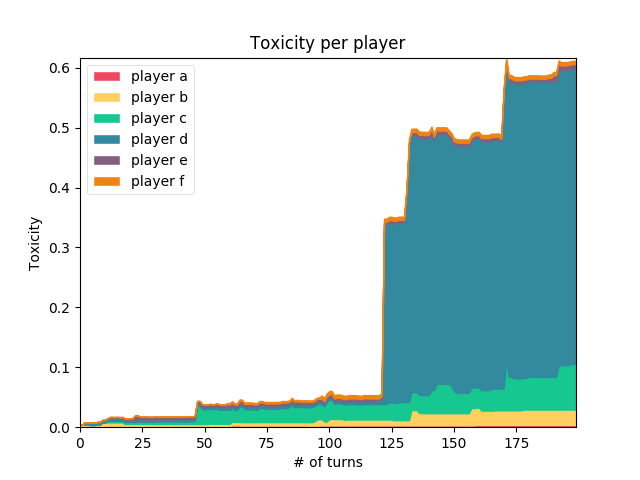 Toxicity per player
player a
player b
player c
player d
player e
player f
0.6
0.5
0.4
0.3
0.2
0.1
0.0
Toxicity
0 25 50 75 100 125 150 175
# of turns